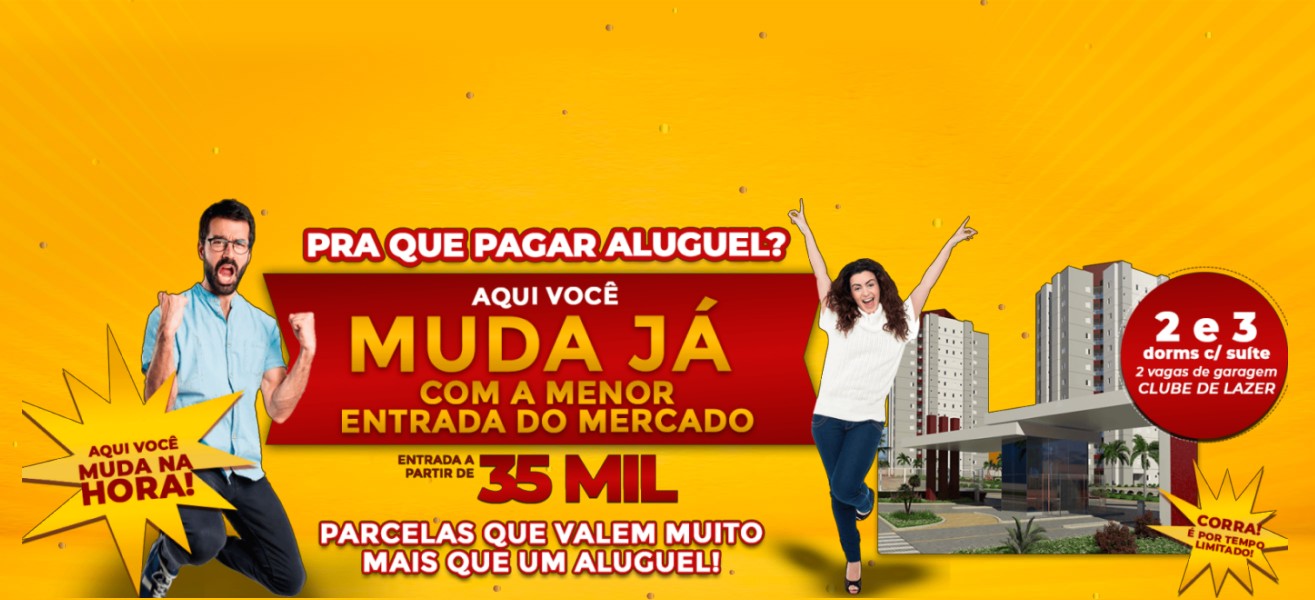 PRA QUE PAGAR ALUGUEL?
AQUI VOCÊ
MUDA JÁ
COM A MENOR
ENTRADA DO MERCADO
ENTRADA A
PARTIR DE
35 MIL
PARCELAS QUE VALEM MUITO
MAIS QUE UM ALUGUEL!
AQUI VOCÊ
MUDA NA
HORA!
2 e 3
dorms c/ suíte
2 vagas de garagem
CLUBE DE LAZER
CORRA!
É POR TEMPO
LIMITADO!